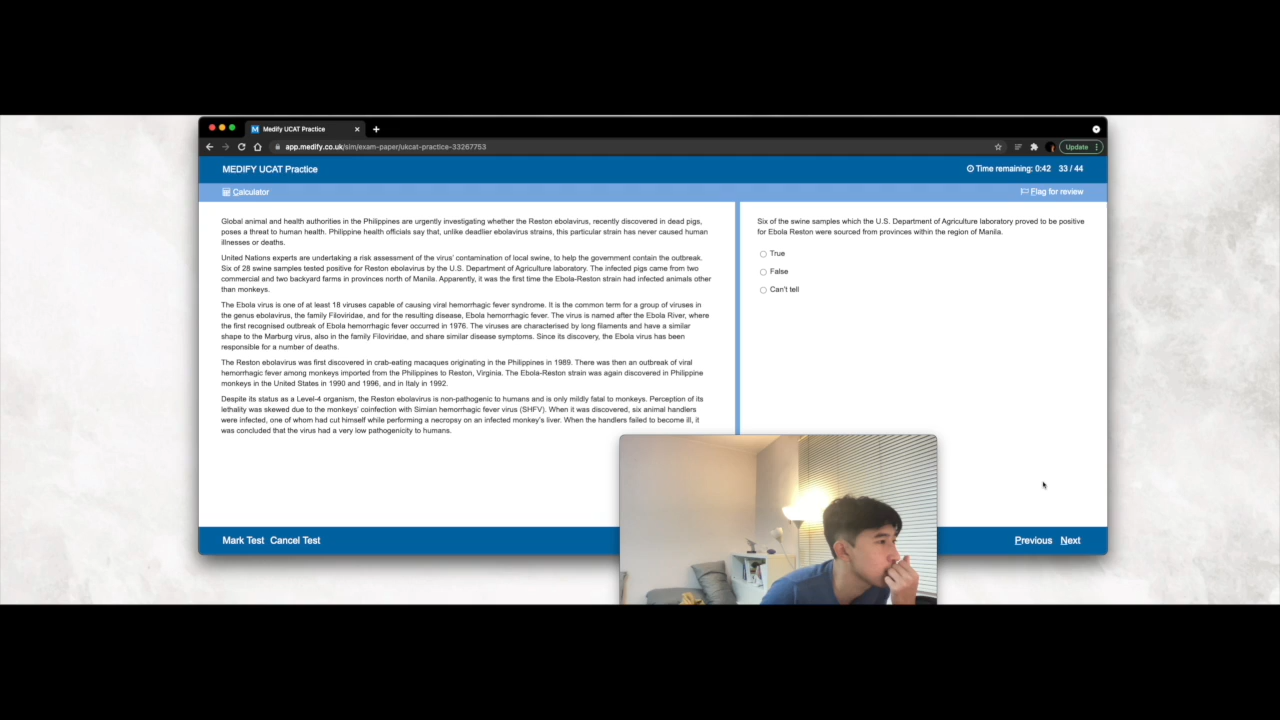 Medify UCAT Practice
app.medify.co.uk/sim/exam-paper/ukcat-practice-33267753
Update
MEDIFY UCAT Practice
Time remaining: 0:42 33 / 44
Calculator
Flag for review
Global animal and health authorities in the Philippines are urgently investigating whether the Reston ebolavirus, recently discovered in dead pigs,
poses a threat to human health. Philippine health officials say that, unlike deadlier ebolavirus strains, this particular strain has never caused human
illnesses or deaths.
United Nations experts are undertaking a risk assessment of the virus' contamination of local swine, to help the government contain the outbreak.
Six of 28 swine samples tested positive for Reston ebolavirus by the U.S. Department of Agriculture laboratory. The infected pigs came from two
commercial and two backyard farms in provinces north of Manila. Apparently, it was the first time the Ebola-Reston strain had infected animals other
than monkeys.
The Ebola virus is one of at least 18 viruses capable of causing viral hemorrhagic fever syndrome. It is the common term for a group of viruses in
the genus ebolavirus, the family Filoviridae, and for the resulting disease, Ebola hemorrhagic fever. The virus is named after the Ebola River, where
the first recognised outbreak of Ebola hemorrhagic fever occurred in 1976. The viruses are characterised by long filaments and have a similar
shape to the Marburg virus, also in the family Filoviridae, and share similar disease symptoms. Since its discovery, the Ebola virus has been
responsible for a number of deaths.
The Reston ebolavirus was first discovered in crab-eating macaques originating in the Philippines in 1989. There was then an outbreak of viral
hemorrhagic fever among monkeys imported from the Philippines to Reston, Virginia. The Ebola-Reston strain was again discovered in Philippine
monkeys in the United States in 1990 and 1996, and in Italy in 1992.
Despite its status as a Level-4 organism, the Reston ebolavirus is non-pathogenic to humans and is only mildly fatal to monkeys. Perception of its
lethality was skewed due to the monkeys' coinfection with Simian hemorrhagic fever virus (SHFV). When it was discovered, six animal handlers
were infected, one of whom had cut himself while performing a necropsy on an infected monkey's liver. When the handlers failed to become ill, it
was concluded that the virus had a very low pathogenicity to humans.
Six of the swine samples which the U.S. Department of Agriculture laboratory proved to be positive
for Ebola Reston were sourced from provinces within the region of Manila.
True
False
Can't tell
Mark Test Cancel Test
Previous Next